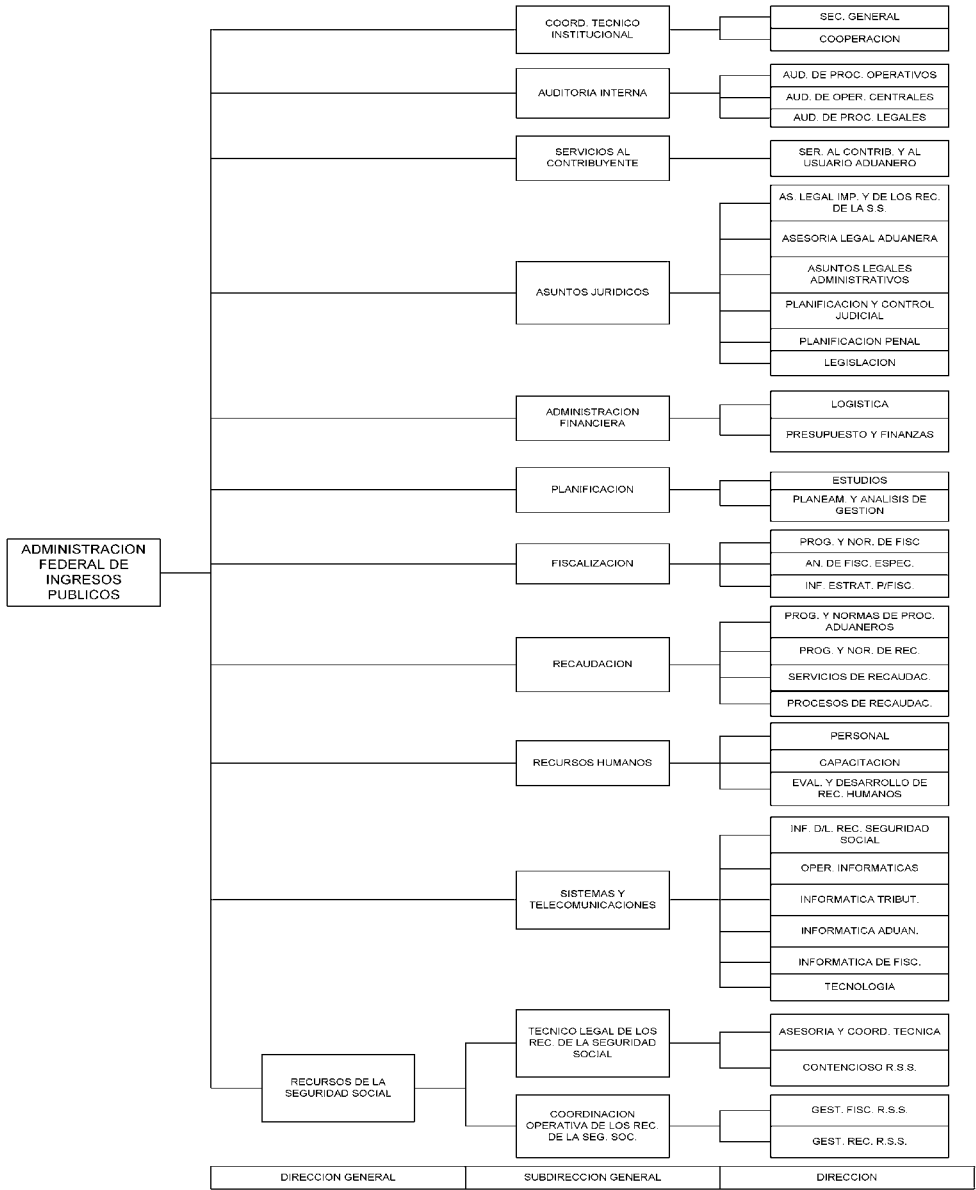 COORD. TECNICO
INSTITUCIONAL
SEC. GENERAL
COOPERACION
AUDITORIA INTERNA
AUD. DE PROC. OPERATIVOS
AUD. DE OPER. CENTRALES
AUD. DE PROC. LEGALES
SERVICIOS AL
CONTRIBUYENTE
SER. AL CONTRIB. Y AL
USUARIO ADUANERO
ASUNTOS JURIDICOS
AS. LEGAL IMP. Y DE LOS REC.
DE LA S.S.
ASESORIA LEGAL ADUANERA
ASUNTOS LEGALES
ADMINISTRATIVOS
PLANIFICACION Y CONTROL
JUDICIAL
PLANIFICACION PENAL
LEGISLACION
ADMINISTRACION
FINANCIERA
LOGISTICA
PRESUPUESTO Y FINANZAS
PLANIFICACION
ESTUDIOS
PLANEAM. Y ANALISIS DE
GESTION
ADMINISTRACION
FEDERAL DE
INGRESOS
PUBLICOS
FISCALIZACION
PROG. Y NOR. DE FISC
AN. DE FISC. ESPEC.
INF. ESTRAT. P/FISC.
RECAUDACION
PROG. Y NORMAS DE PROC.
ADUANEROS
PROG. Y NOR. DE REC.
SERVICIOS DE RECAUDAC.
PROCESOS DE RECAUDAC.
RECURSOS HUMANOS
PERSONAL
CAPACITACION
EVAL. Y DESARROLLO DE
REC. HUMANOS
SISTEMAS Y
TELECOMUNICACIONES
INF. D/L. REC. SEGURIDAD
SOCIAL
OPER. INFORMATICAS
INFORMATICA TRIBUT.
INFORMATICA ADUAN.
INFORMATICA DE FISC.
TECNOLOGIA
RECURSOS DE LA
SEGURIDAD SOCIAL
TECNICO LEGAL DE LOS
REC. DE LA SEGURIDAD
SOCIAL
ASESORIA Y COORD. TECNICA
CONTENCIOSO R.S.S.
COORDINACION
OPERATIVA DE LOS REC.
DE LA SEG. SOC.
GEST. FISC. R.S.S.
GEST. REC. R.S.S.
DIRECCION GENERAL
SUBDIRECCION GENERAL
DIRECCION